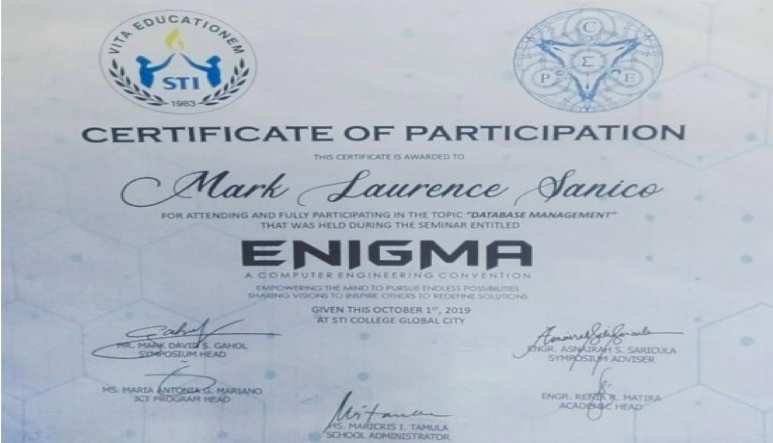 VITA EDUCATIONEM
STI
1983
C
Σ
P E
CERTIFICATE OF PARTICIPATION
THIS CERTIFICATE IS AWARDED TO
Mark Laurence Sanico
FOR ATTENDING AND FULLY PARTICIPATING IN THE TOPIC "DATABASE MANAGEMENT"
THAT WAS HELD DURING THE SEMINAR ENTITLED
ENIGMA
A COMPUTER ENGINEERING CONVENTION
EMPOWERING THE MIND TO PURSUE ENDLESS POSSIBILITIES
SHARING VISIONS TO INSPIRE OTHERS TO REDEFINE SOLUTIONS
GIVEN THIS OCTOBER 1ST, 2019
AT STI COLLEGE GLOBAL CITY
MR. MARK DAVID S. GAHOL
SYMPOSIUM HEAD
ENGR. ASNAIRAH S. SARICULA
SYMPOSIUM ADVISER
MS. MARIA ANTONIA G. MARIANO
ICT PROGRAM HEAD
ENGR. RENIA R. MATIRA
ACADEMIC HEAD
MS. MARICRIS I. TAMULA
SCHOOL ADMINISTRATOR